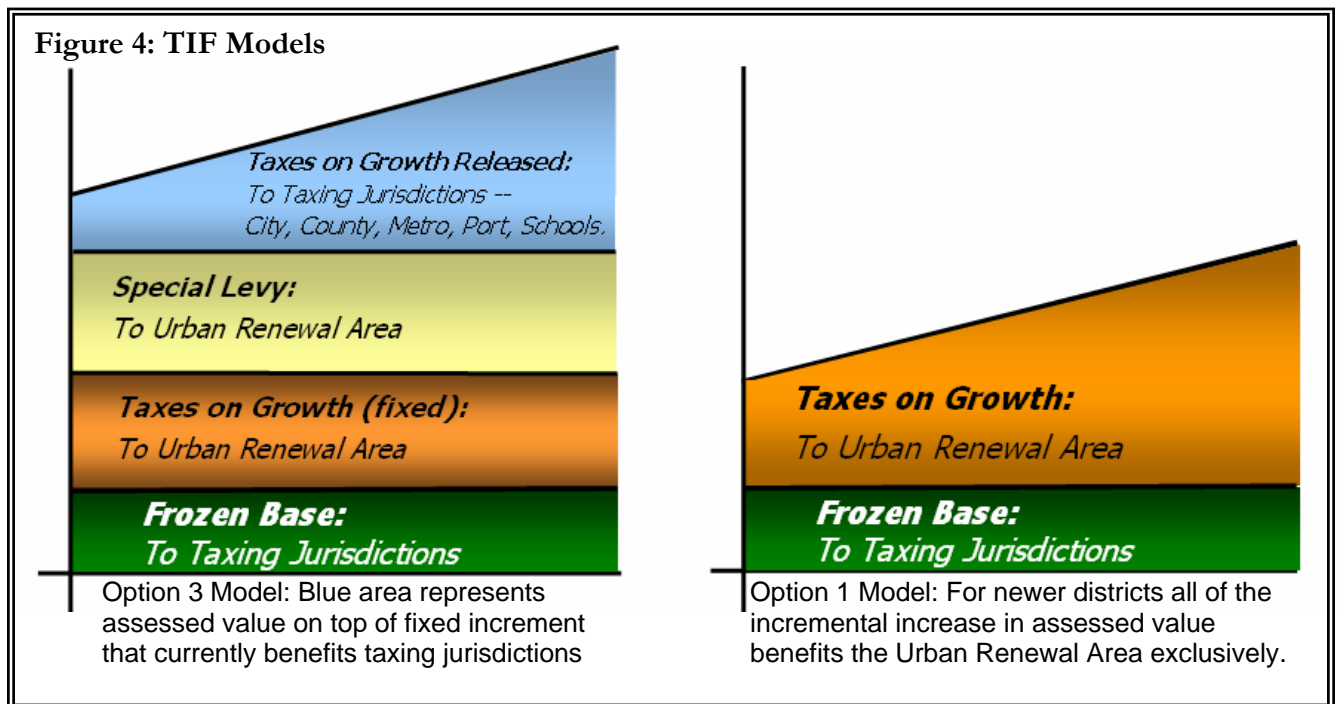 Figure 4: TIF Models
Taxes on Growth Released:
To Taxing Jurisdictions --
City, County, Metro, Port, Schools.
Special Levy:
To Urban Renewal Area
Taxes on Growth (fixed):
To Urban Renewal Area
Frozen Base:
To Taxing Jurisdictions
Option 3 Model: Blue area represents
assessed value on top of fixed increment
that currently benefits taxing jurisdictions
Taxes on Growth:
To Urban Renewal Area
Frozen Base:
To Taxing Jurisdictions
Option 1 Model: For newer districts all of the
incremental increase in assessed value
benefits the Urban Renewal Area exclusively.